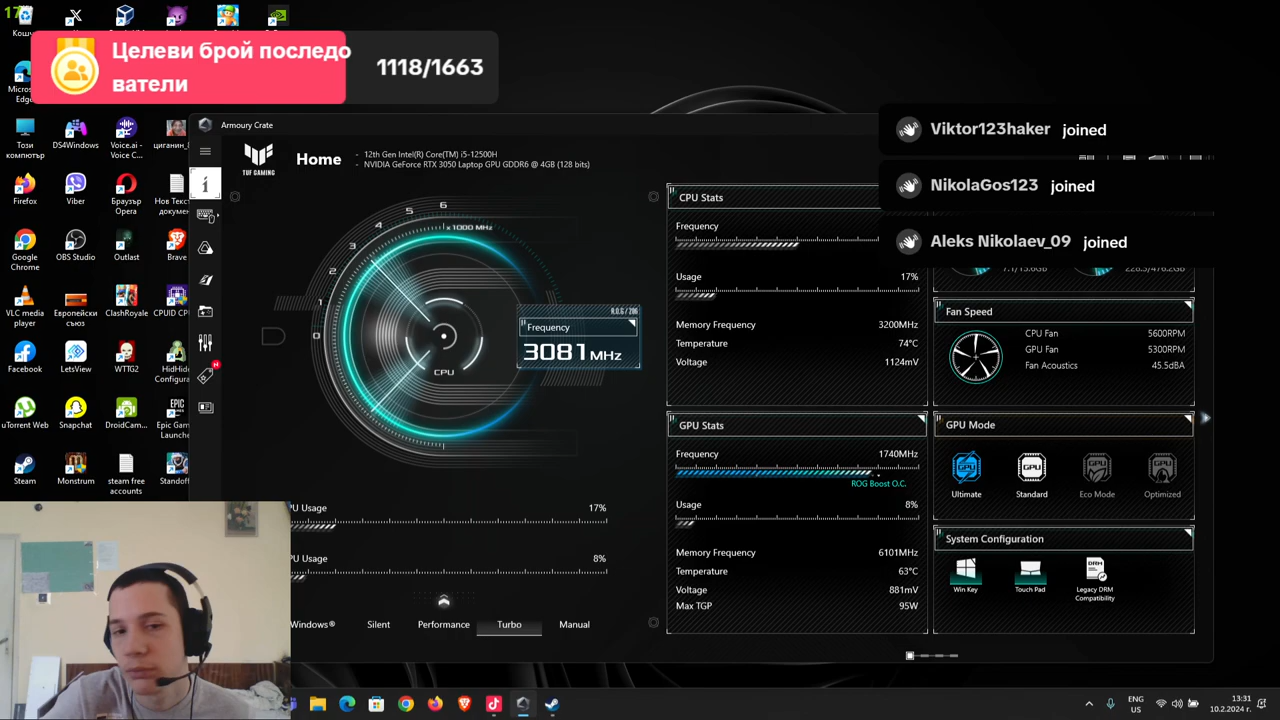 17
Целеви брой последо
ватели
1118/1663
Кошч
Microso
Edge
Този
компютър
DS4Windows
Voice.ai -
Voice C...
циганин_
Firefox
Viber
Браузър
Opera
Нов Текст
докумен
Google
Chrome
OBS Studio
Outlast
Brave
VLC media
player
Европейски
съюз
ClashRoyale
CPUID CP
Facebook
LetsView
WTTG2
HidHide
Configura
uTorrent Web
Snapchat
DroidCam...
Epic Gam
Launche
Steam
Monstrum
steam free
accounts
Standoff
Armoury Crate
TUF GAMING
Home
- 12th Gen Intel(R) Core(TM) i5-12500H
- NVIDIA GeForce RTX 3050 Laptop GPU GDDR6 @ 4GB (128 bits)
Viktor123haker joined
NikolaGos123 joined
Aleks Nikolaev_09 joined
0
1
2
3
4
5
6
x1000 MHz
CPU
Frequency
3081 MHz
PU Usage
17%
PU Usage
8%
Windows®
Silent
Performance
Turbo
Manual
CPU Stats
Frequency
Usage
17%
Memory Frequency
3200MHz
Temperature
74°C
Voltage
1124mV
GPU Stats
Frequency
1740MHz
ROG Boost O.C.
Usage
8%
Memory Frequency
6101MHz
Temperature
63°C
Voltage
881mV
Max TGP
95W
Fan Speed
CPU Fan
5600RPM
GPU Fan
5300RPM
Fan Acoustics
45.5dBA
GPU Mode
Ultimate
Standard
Eco Mode
Optimized
System Configuration
Win Key
Touch Pad
Legacy DRM
Compatibility
ENG
US
13:31
10.2.2024 г.